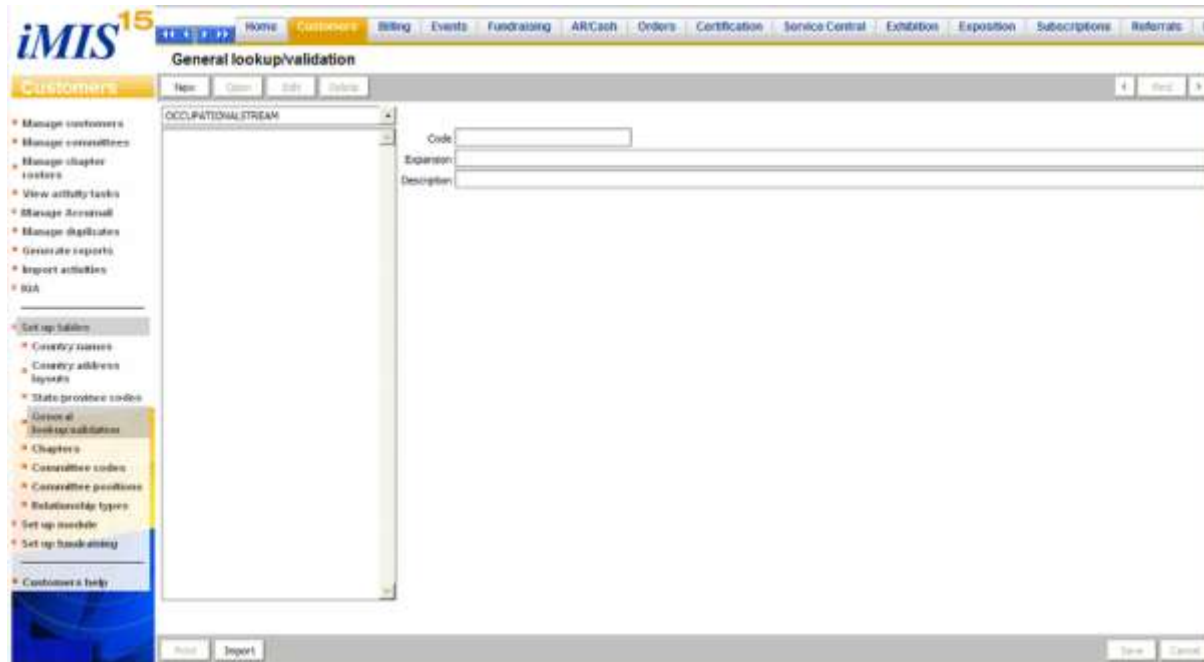 iMIS 15
Home Customers Billing Events Fundraising AR/Cash Orders Certification Service Central Exhibition Exposition Subscriptions Referrals
General lookup/validation
Customers
New Open Edit Delete
Find
OCCUPATIONALSTREAM
Code
Expansion
Description
Manage customers
Manage committees
Manage chapter
rosters
View activity tasks
Manage Accumail
Manage duplicates
Generate reports
Import activities
IQA
Set up tables
Country names
Country address
layouts
State/province codes
General
lookup/validation
Chapters
Committee codes
Committee positions
Relationship types
Set up module
Set up fundraising
Customers help
Print Import
Save Cancel